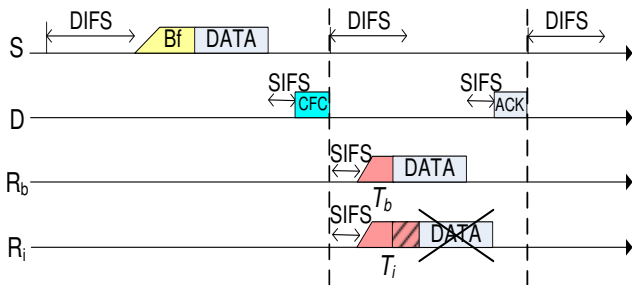 DIFS DIFS DIFS
S Bf DATA
SIFS SIFS
D CFC ACK
SIFS
R_b DATA
T_b
SIFS
R_i DATA
T_i